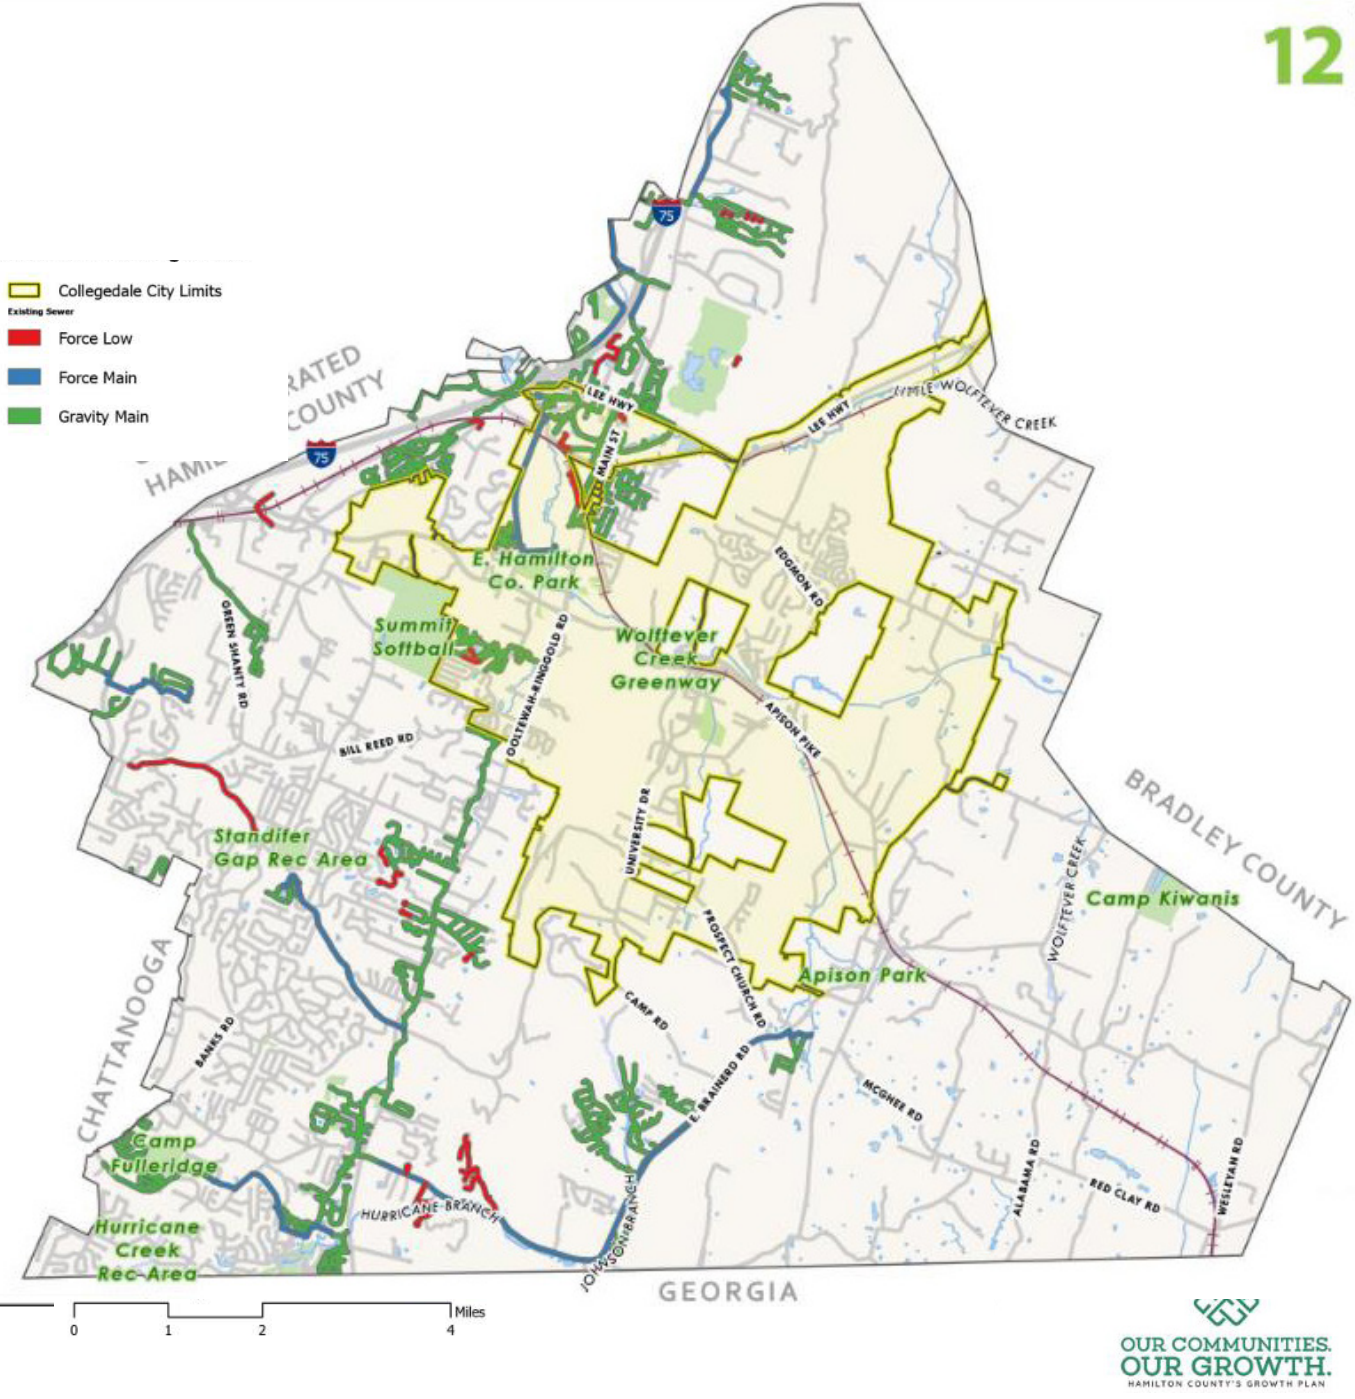 12
75
Collegedale City Limits
Existing Sewer
Force Low
Force Main
Gravity Main
RATED
COUNTY
HAMIL
75
LEE HWY
MAIN ST
LEE HWY
LITTLE WOLFTEVER CREEK
E. Hamilton
Co. Park
EDGMON RD
GREEN SHANTY RD
Summit
Softball
OOLTEWAH-RINGGOLD RD
Wolftever
Creek
Greenway
APISON PIKE
BILL REED RD
UNIVERSITY DR
BRADLEY COUNTY
Standifer
Gap Rec Area
WOLFTEVER CREEK
Camp Kiwanis
PROSPECT CHURCH RD
Apison Park
CHATTANOOGA
BANKS RD
CAMP RD
E. BRAINERD RD
MCGHEE RD
Camp
Fulleridge
ALABAMA RD
RED CLAY RD
WESLEYAN RD
HURRICANE BRANCH
JOHNSON BRANCH
Hurricane
Creek
Rec Area
GEORGIA
Miles
0 1 2 4
OUR COMMUNITIES.
OUR GROWTH.
HAMILTON COUNTY'S GROWTH PLAN